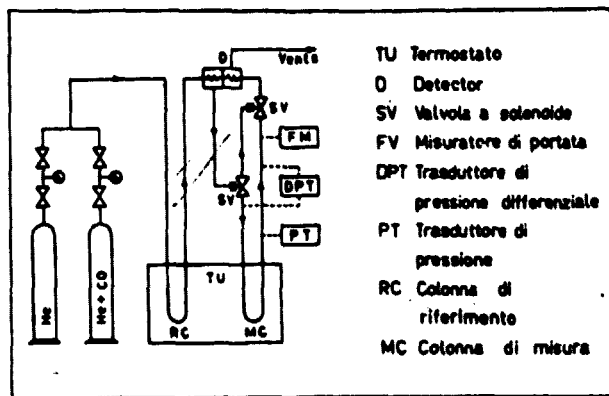 D
Vents
SV
FM
DPT
SV
PT
TU
RC
MC
He
He + CO
TU Termostato
D Detector
SV Valvola a solenoide
FV Misuratore di portata
DPT Trasduttore di
pressione differenziale
PT Trasduttore di
pressione
RC Colonna di
riferimento
MC Colonna di misura